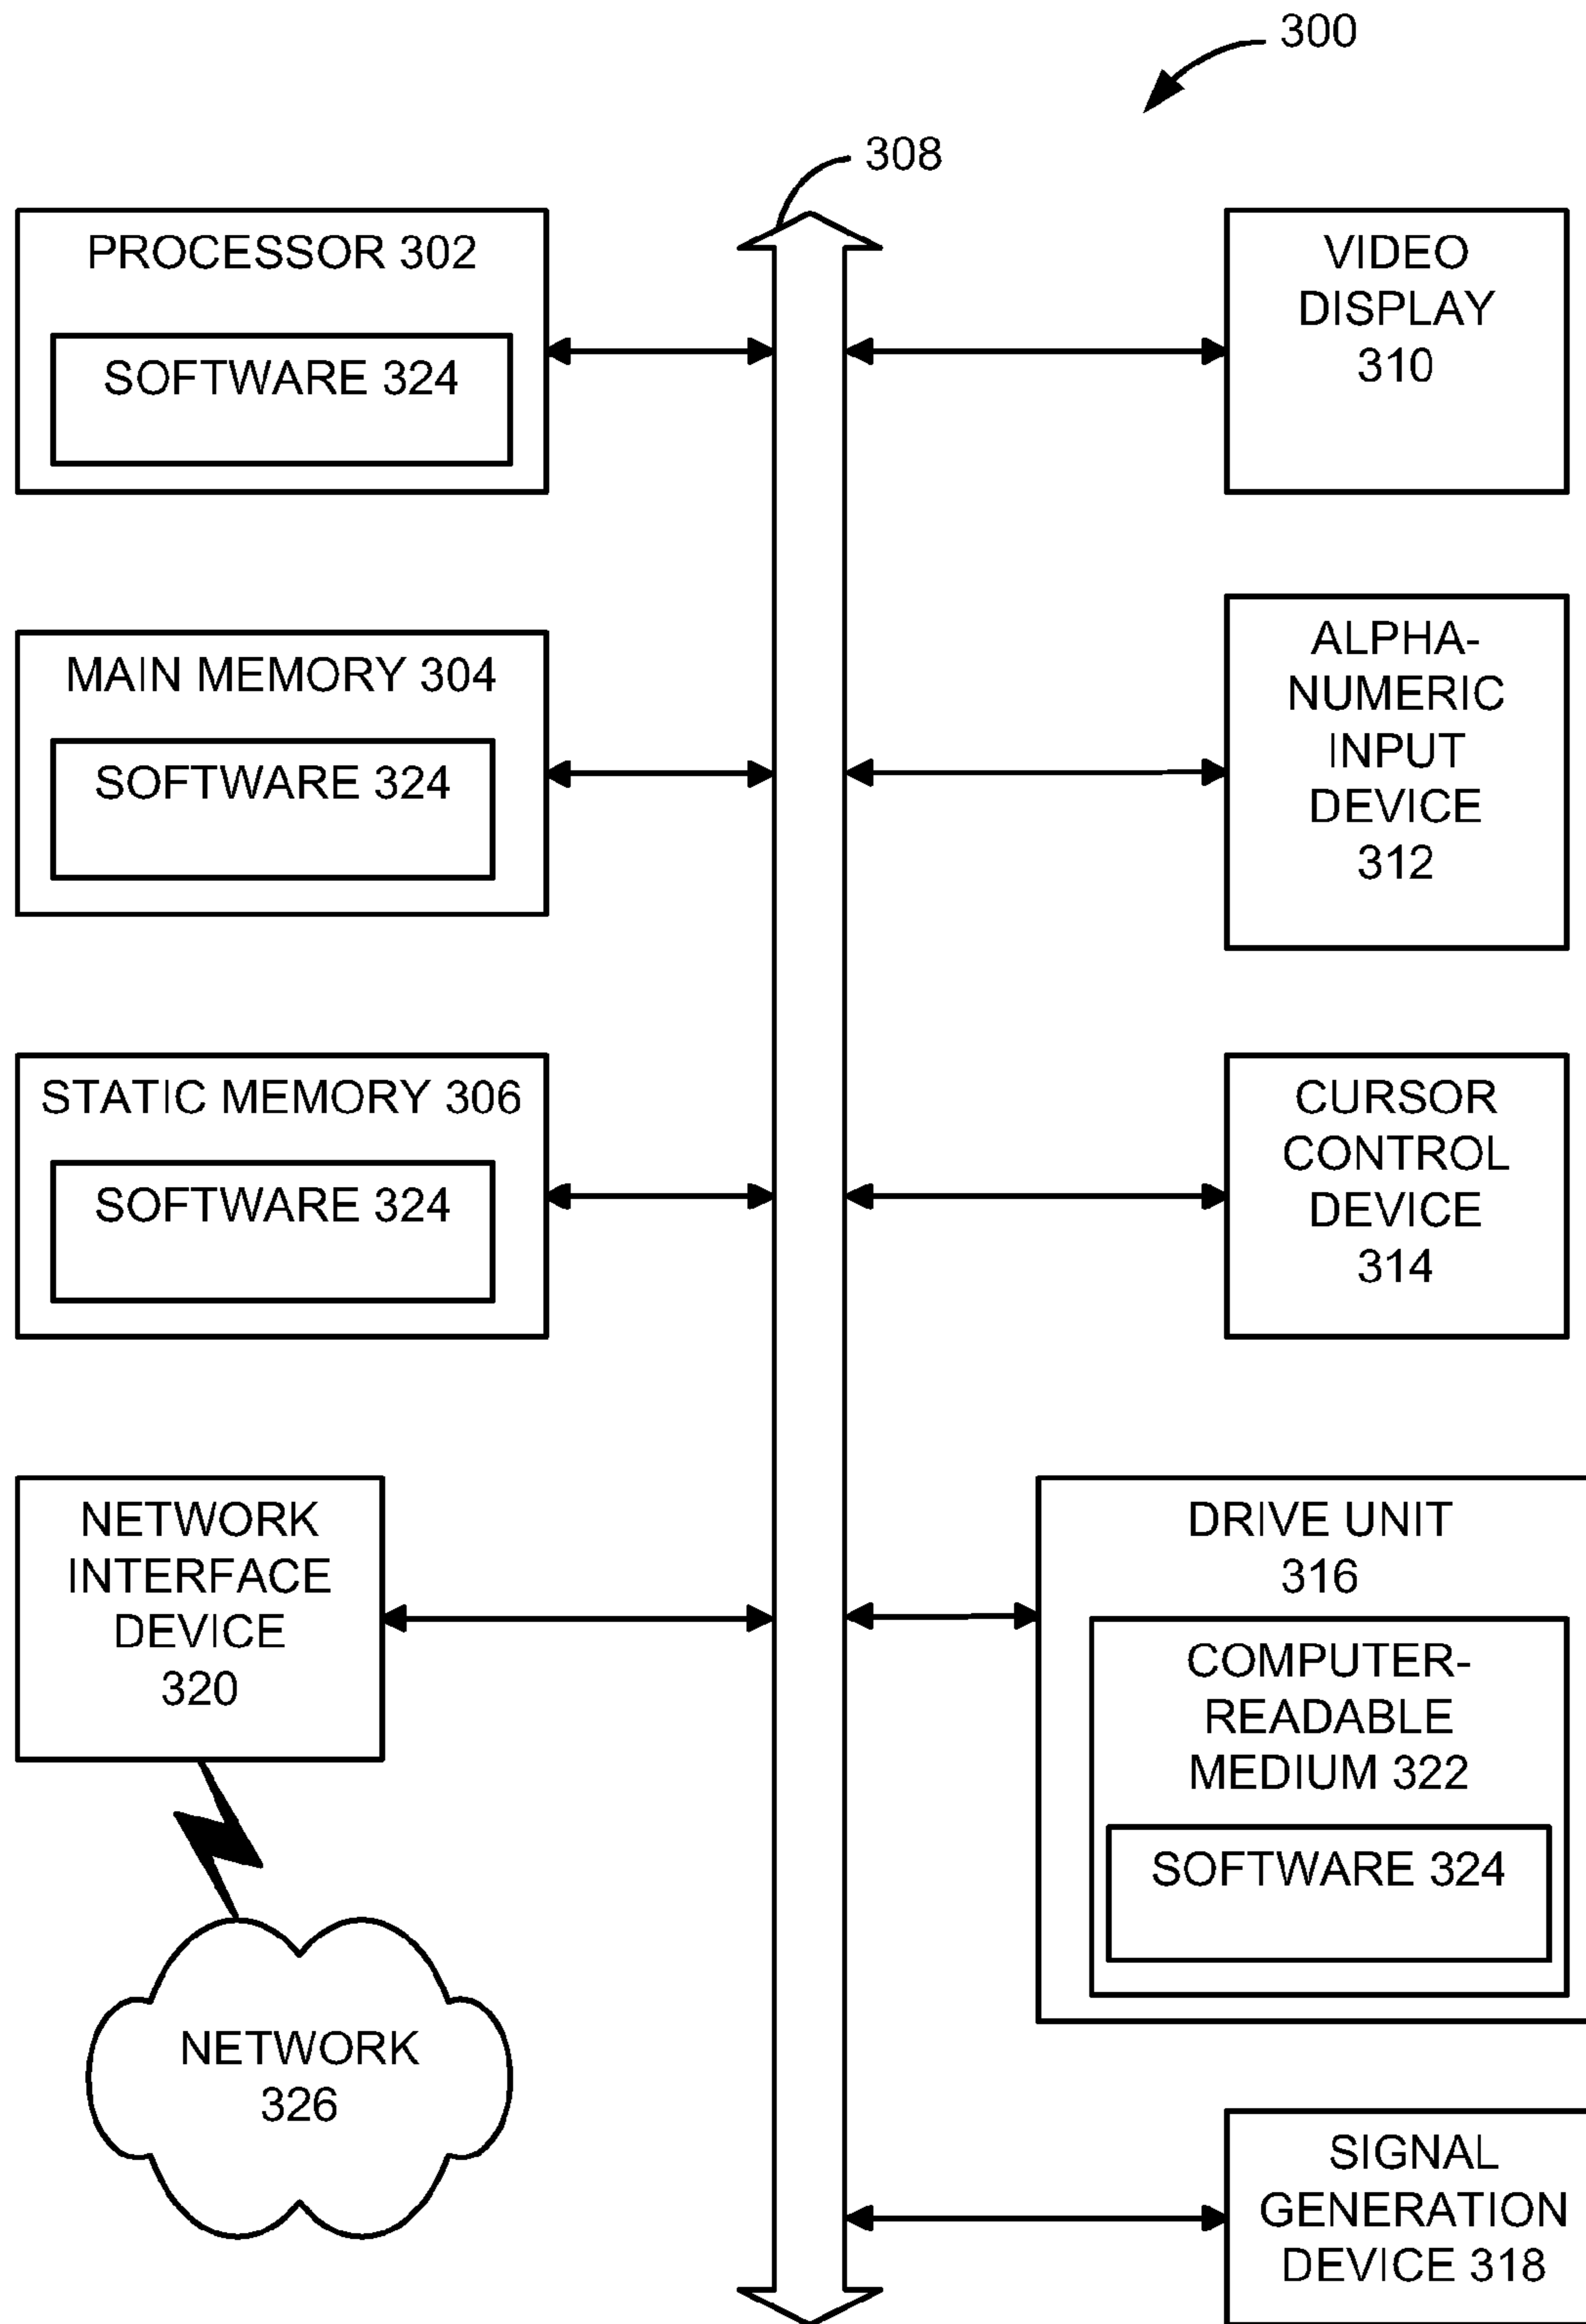 300
308
PROCESSOR 302
SOFTWARE 324
VIDEO
DISPLAY
310
MAIN MEMORY 304
SOFTWARE 324
ALPHA-
NUMERIC
INPUT
DEVICE
312
STATIC MEMORY 306
SOFTWARE 324
CURSOR
CONTROL
DEVICE
314
NETWORK
INTERFACE
DEVICE
320
DRIVE UNIT
316
COMPUTER-
READABLE
MEDIUM 322
SOFTWARE 324
NETWORK
326
SIGNAL
GENERATION
DEVICE 318